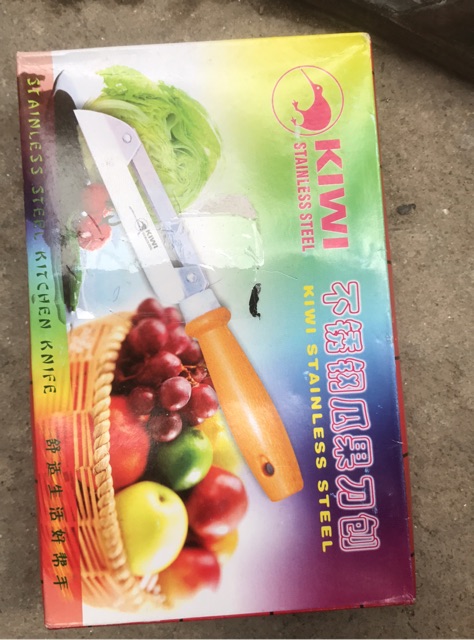 KIWI
STAINLESS STEEL
不锈钢瓜果刀刨
KIWI STAINLESS STEEL
KIWI
STAINLESS STEEL KITCHEN KNIFE
舒适生活好帮手